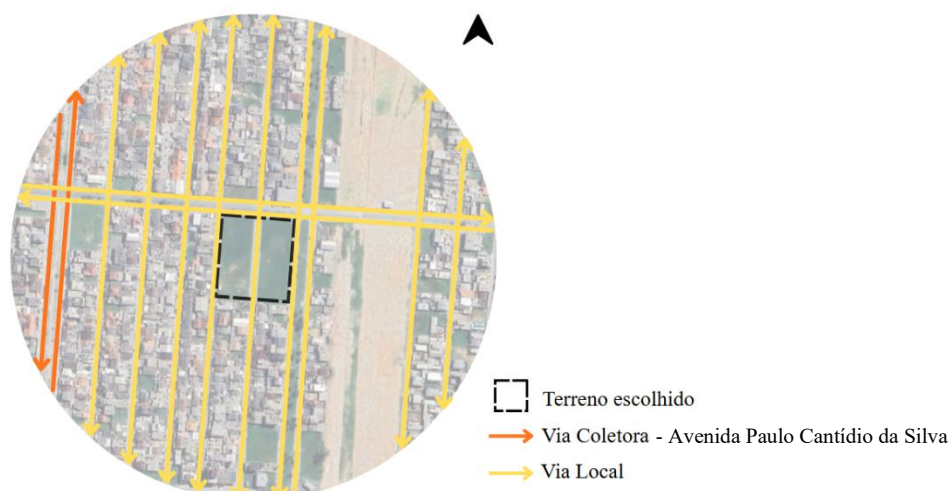 Terreno escolhido
Via Coletora - Avenida Paulo Cantídio da Silva
Via Local